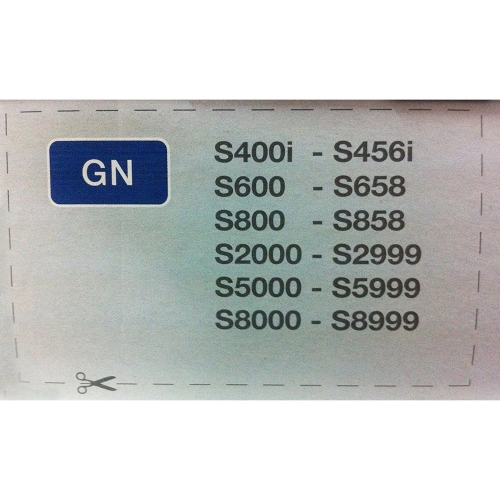 GN
S400i - S456i
S600 - S658
S800 - S858
S2000 - S2999
S5000 - S5999
S8000 - S8999